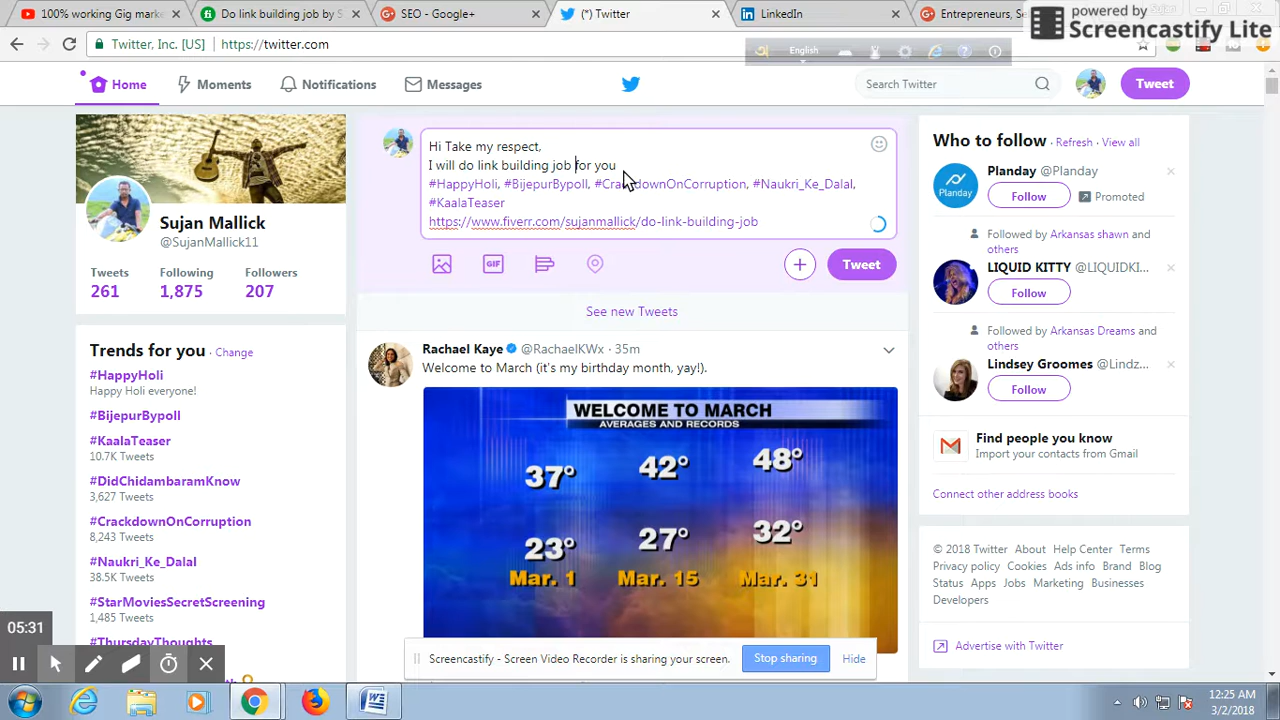 100% working Gig market
Do link building job f
SEO - Google+
(*) Twitter
LinkedIn
Entrepreneurs, S
powered by
Screencastify Lite
Twitter, Inc. [US]
https://twitter.com
English
Home
Moments
Notifications
Messages
Search Twitter
Tweet
Sujan Mallick
@SujanMallick11
Tweets Following Followers
261 1,875 207
Trends for you · Change
#HappyHoli
Happy Holi everyone!
#BijepurBypoll
#KaalaTeaser
10.7K Tweets
#DidChidambaramKnow
3,627 Tweets
#CrackdownOnCorruption
8,243 Tweets
#Naukri_Ke_Dalal
38.5K Tweets
#StarMoviesSecretScreening
1,485 Tweets
#ThursdayThoughts
05:31
Hi Take my respect,
I will do link building job for you
#HappyHoli, #BijepurBypoll, #CrackdownOnCorruption, #Naukri_Ke_Dalal,
#KaalaTeaser
https://www.fiverr.com/sujanmallick/do-link-building-job
GIF
Tweet
See new Tweets
Rachael Kaye @RachaelKWx · 35m
Welcome to March (it's my birthday month, yay!).
WELCOME TO MARCH
AVERAGES AND RECORDS
37° 42° 48°
23° 27° 32°
Mar. 1 Mar. 15 Mar. 31
Screencastify - Screen Video Recorder is sharing your screen.
Stop sharing
Hide
Who to follow · Refresh · View all
Planday @Planday
Follow
Promoted
Followed by Arkansas shawn and
others
LIQUID KITTY @LIQUIDKI...
Follow
Followed by Arkansas Dreams and
others
Lindsey Groomes @Lindz...
Follow
Find people you know
Import your contacts from Gmail
Connect other address books
© 2018 Twitter About Help Center Terms
Privacy policy Cookies Ads info Brand Blog
Status Apps Jobs Marketing Businesses
Developers
Advertise with Twitter
12:25 AM
3/2/2018